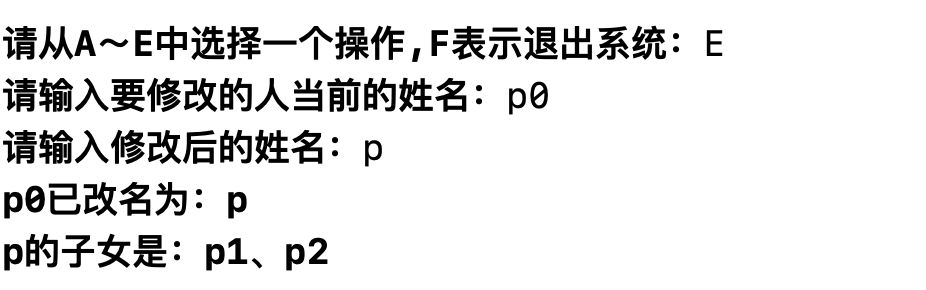 请从A～E中选择一个操作,F表示退出系统：E
请输入要修改的人当前的姓名：p0
请输入修改后的姓名：p
p0已改名为：p
p的子女是：p1、p2